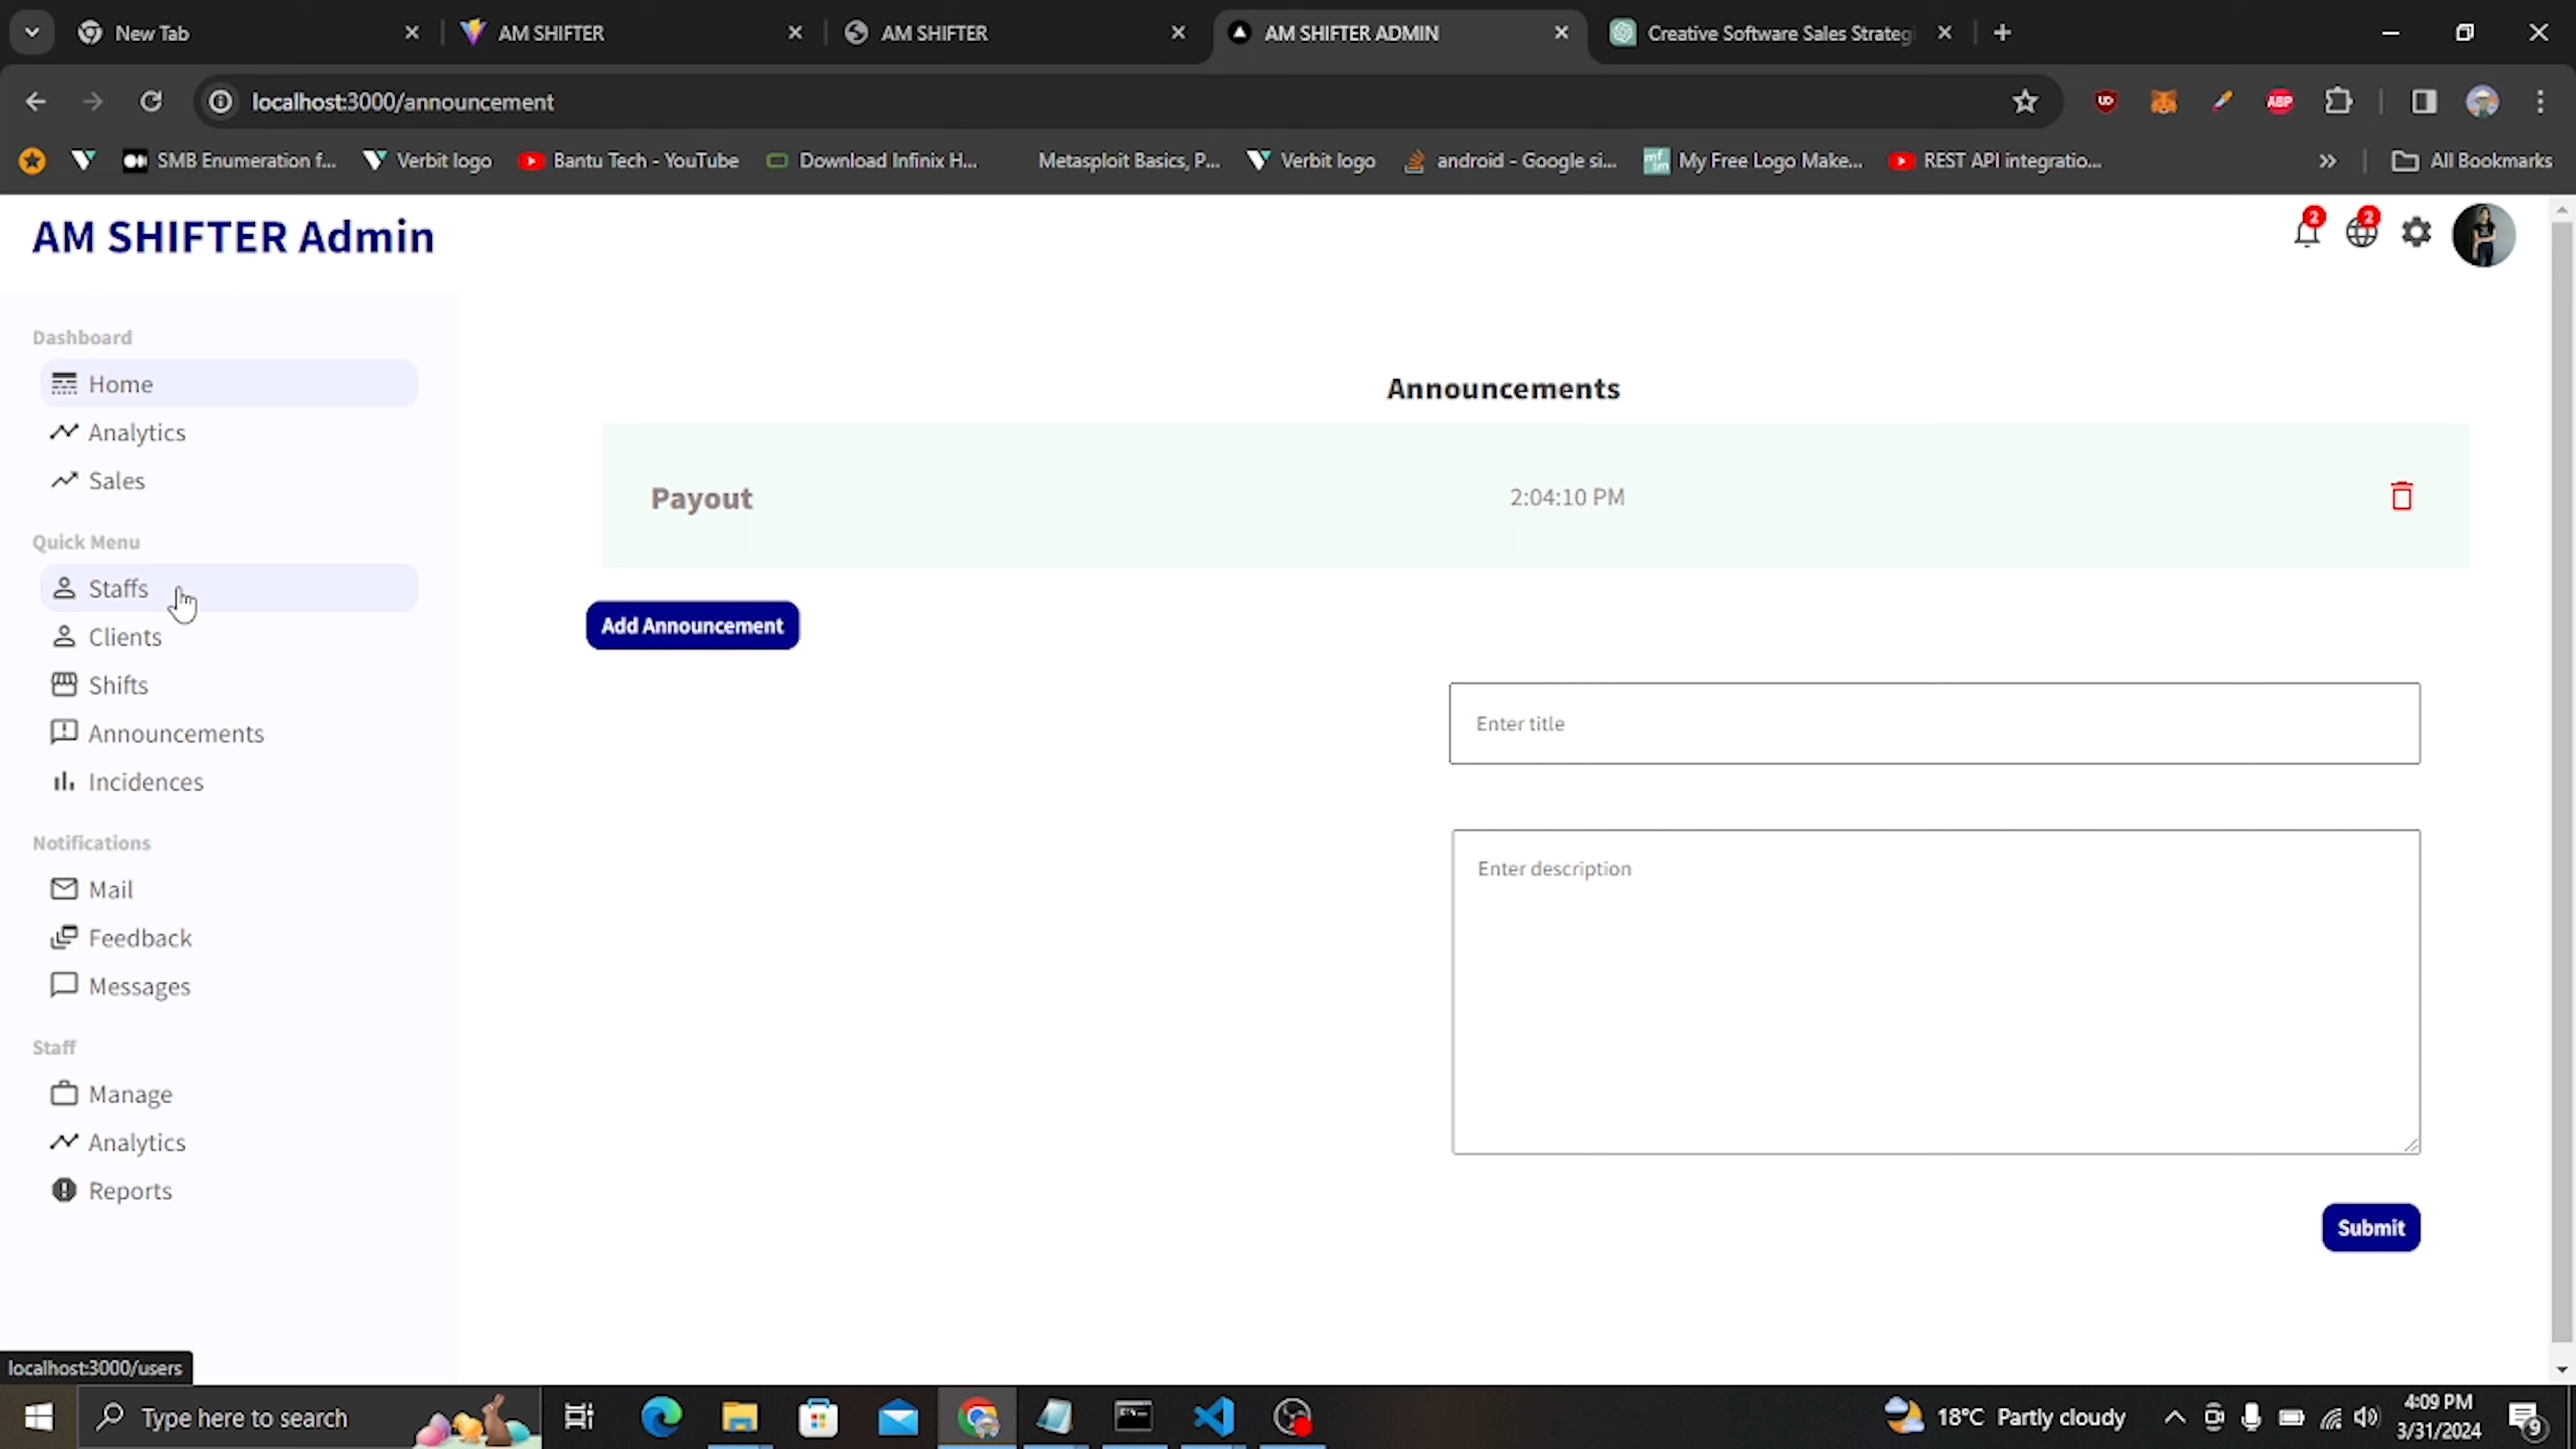 New Tab
AM SHIFTER
AM SHIFTER
AM SHIFTER ADMIN
Creative Software Sales Strategi
localhost:3000/announcement
UD
ABP
SMB Enumeration f...
Verbit logo
Bantu Tech - YouTube
Download Infinix H...
Metasploit Basics, P...
Verbit logo
android - Google si...
My Free Logo Make...
REST API integratio...
All Bookmarks
AM SHIFTER Admin
2
2
Dashboard
Home
Analytics
Sales
Quick Menu
Staffs
Clients
Shifts
Announcements
Incidences
Notifications
Mail
Feedback
Messages
Staff
Manage
Analytics
Reports
Announcements
Payout
2:04:10 PM
Add Announcement
Enter title
Enter description
Submit
localhost:3000/users
Type here to search
18°C Partly cloudy
4:09 PM
3/31/2024
9